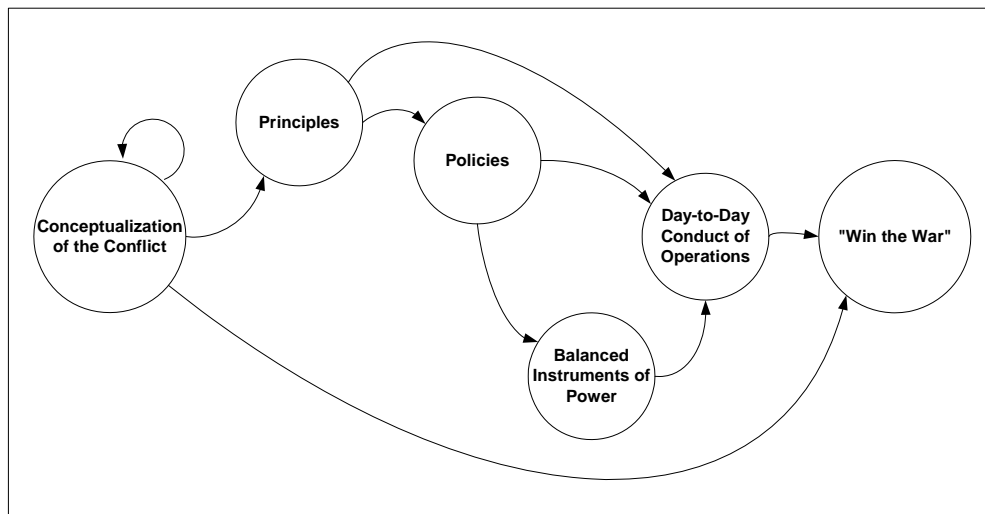 Conceptualization
of the Conflict
Principles
Policies
Balanced
Instruments of
Power
Day-to-Day
Conduct of
Operations
"Win the War"